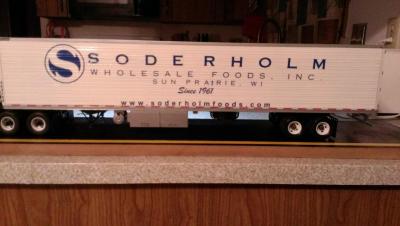 S SODERHOLM
WHOLESALE FOODS, INC.
SUN PRAIRIE, WI
Since 1961
www.soderholmfoods.com